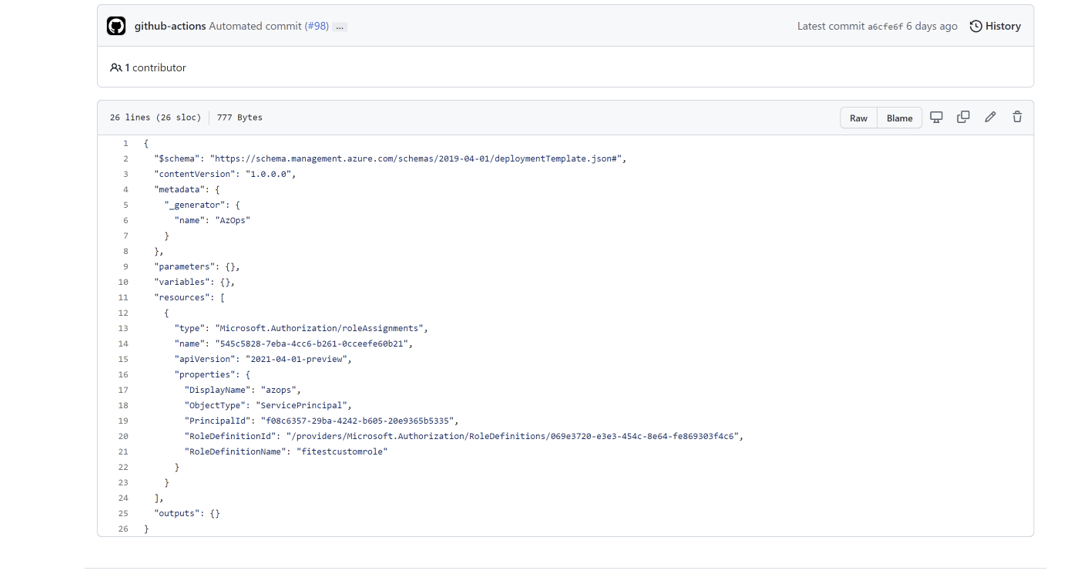 github-actions Automated commit (#98) ... Latest commit a6cfe6f 6 days ago History
1 contributor
26 lines (26 sloc) 777 Bytes Raw Blame
1 {
2 "$schema": "https://schema.management.azure.com/schemas/2019-04-01/deploymentTemplate.json#",
3 "contentVersion": "1.0.0.0",
4 "metadata": {
5 "_generator": {
6 "name": "AzOps"
7 }
8 },
9 "parameters": {},
10 "variables": {},
11 "resources": [
12 {
13 "type": "Microsoft.Authorization/roleAssignments",
14 "name": "545c5828-7eba-4cc6-b261-0cceefe60b21",
15 "apiVersion": "2021-04-01-preview",
16 "properties": {
17 "DisplayName": "azops",
18 "ObjectType": "ServicePrincipal",
19 "PrincipalId": "f08c6357-29ba-4242-b605-20e9365b5335",
20 "RoleDefinitionId": "/providers/Microsoft.Authorization/RoleDefinitions/069e3720-e3e3-454c-8e64-fe869303f4c6",
21 "RoleDefinitionName": "fitestcustomrole"
22 }
23 }
24 ],
25 "outputs": {}
26 }